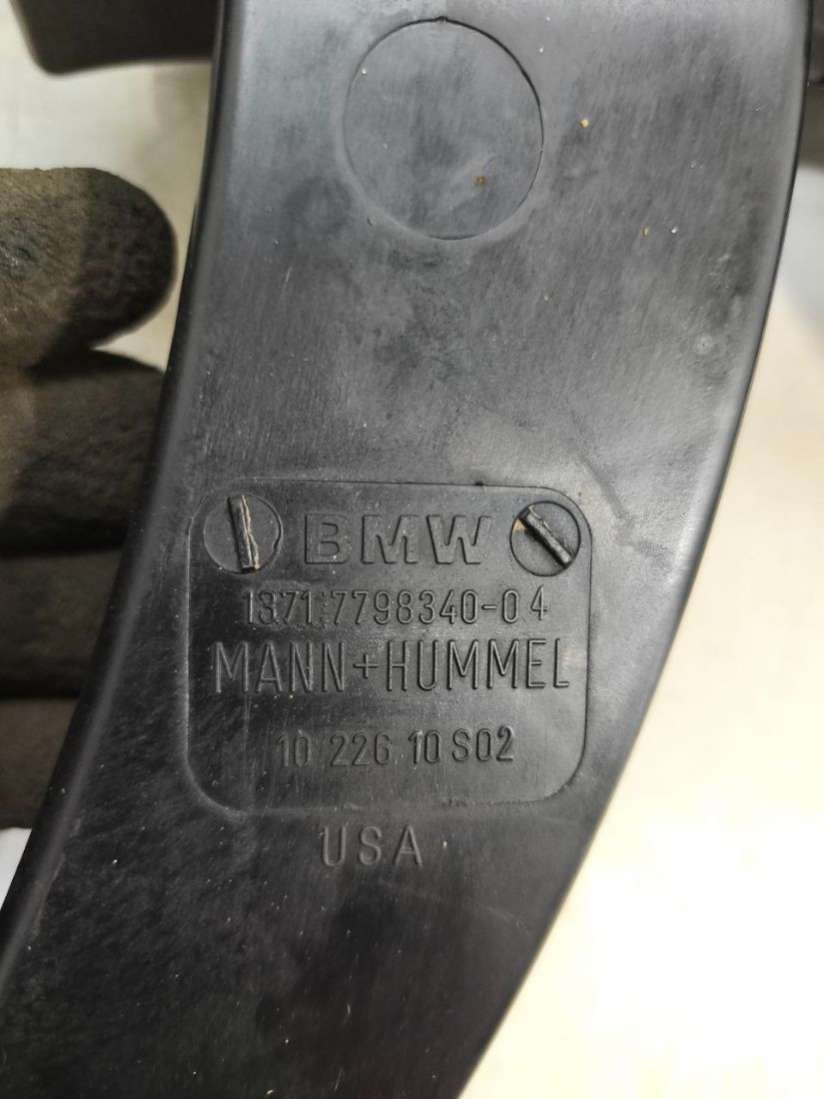 BMW
1371 7798340-04
MANN+HUMMEL
10 226 10 S02
USA